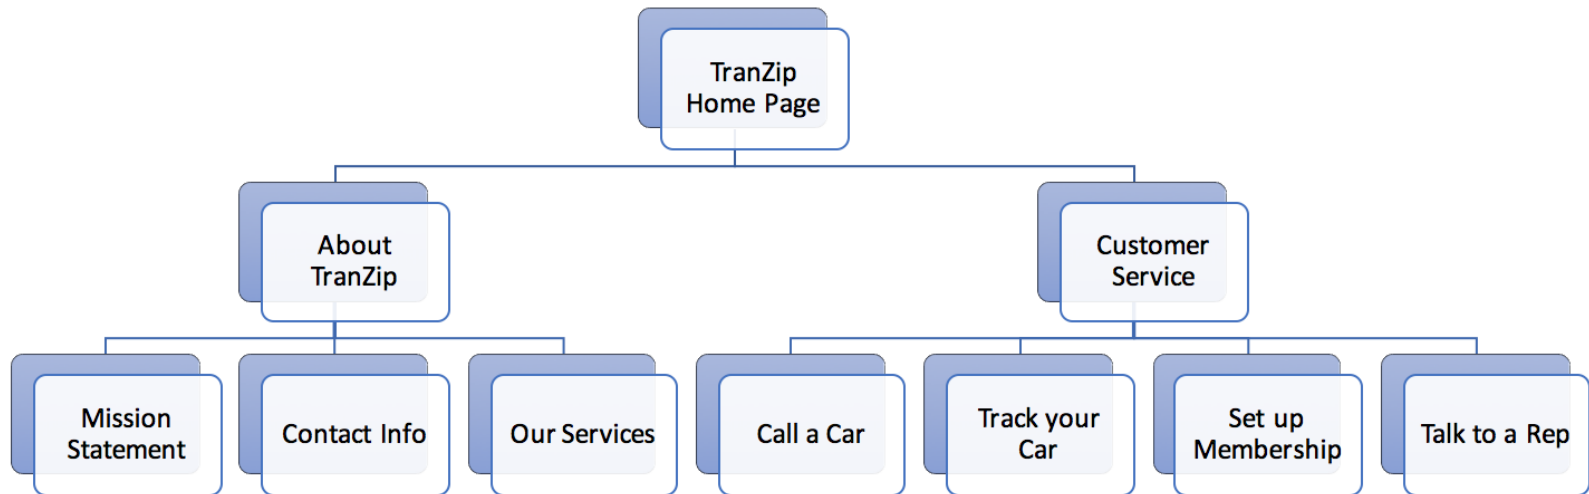 TranZip
Home Page
About
TranZip
Customer
Service
Mission
Statement
Contact Info
Our Services
Call a Car
Track your
Car
Set up
Membership
Talk to a Rep